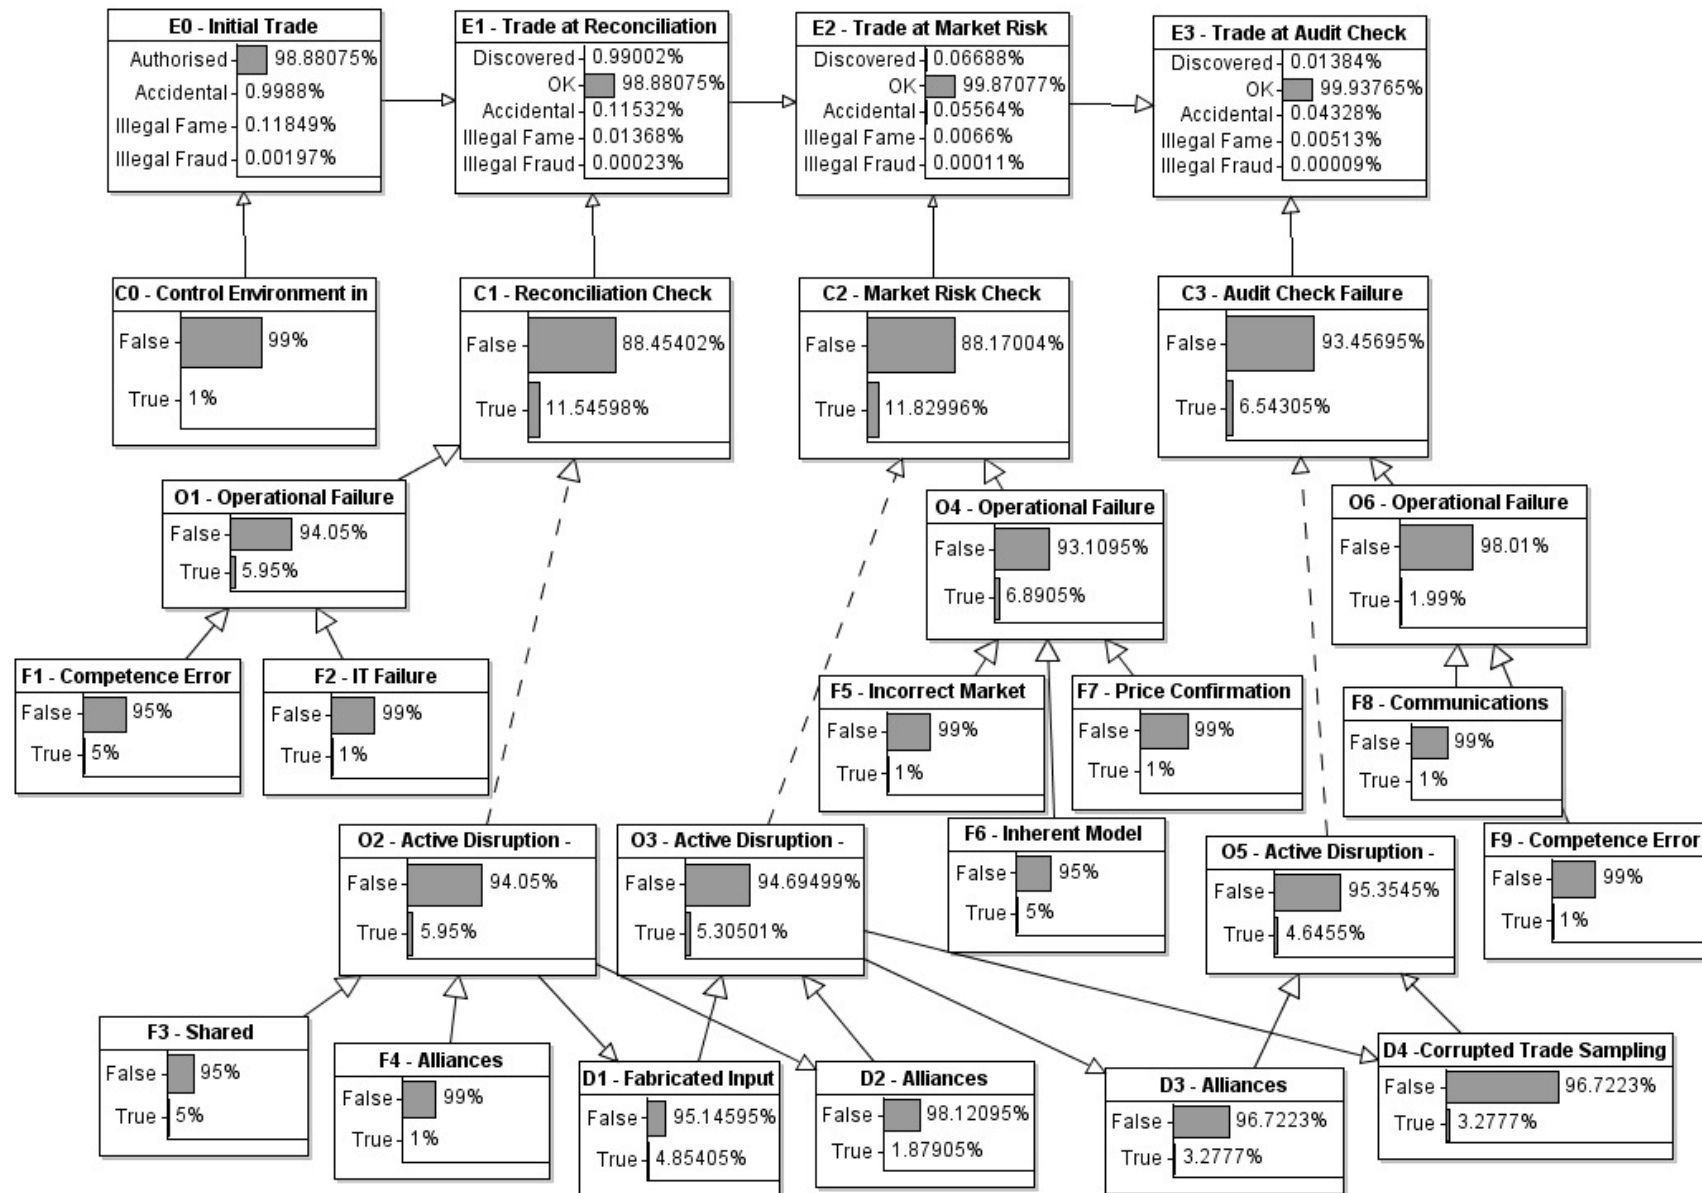 E0 - Initial Trade
Authorised 98.88075%
Accidental 0.9988%
Illegal Fame 0.11849%
Illegal Fraud 0.00197%
E1 - Trade at Reconciliation
Discovered 0.99002%
OK 98.88075%
Accidental 0.11532%
Illegal Fame 0.01368%
Illegal Fraud 0.00023%
E2 - Trade at Market Risk
Discovered 0.06688%
OK 99.87077%
Accidental 0.05564%
Illegal Fame 0.0066%
Illegal Fraud 0.00011%
E3 - Trade at Audit Check
Discovered 0.01384%
OK 99.93765%
Accidental 0.04328%
Illegal Fame 0.00513%
Illegal Fraud 0.00009%
C0 - Control Environment in
False 99%
True 1%
C1 - Reconciliation Check
False 88.45402%
True 11.54598%
C2 - Market Risk Check
False 88.17004%
True 11.82996%
C3 - Audit Check Failure
False 93.45695%
True 6.54305%
O1 - Operational Failure
False 94.05%
True 5.95%
O4 - Operational Failure
False 93.1095%
True 6.8905%
O6 - Operational Failure
False 98.01%
True 1.99%
F1 - Competence Error
False 95%
True 5%
F2 - IT Failure
False 99%
True 1%
F5 - Incorrect Market
False 99%
True 1%
F7 - Price Confirmation
False 99%
True 1%
F8 - Communications
False 99%
True 1%
O2 - Active Disruption -
False 94.05%
True 5.95%
O3 - Active Disruption -
False 94.69499%
True 5.30501%
F6 - Inherent Model
False 95%
True 5%
O5 - Active Disruption -
False 95.3545%
True 4.6455%
F9 - Competence Error
False 99%
True 1%
F3 - Shared
False 95%
True 5%
F4 - Alliances
False 99%
True 1%
D1 - Fabricated Input
False 95.14595%
True 4.85405%
D2 - Alliances
False 98.12095%
True 1.87905%
D3 - Alliances
False 96.7223%
True 3.2777%
D4 -Corrupted Trade Sampling
False 96.7223%
True 3.2777%